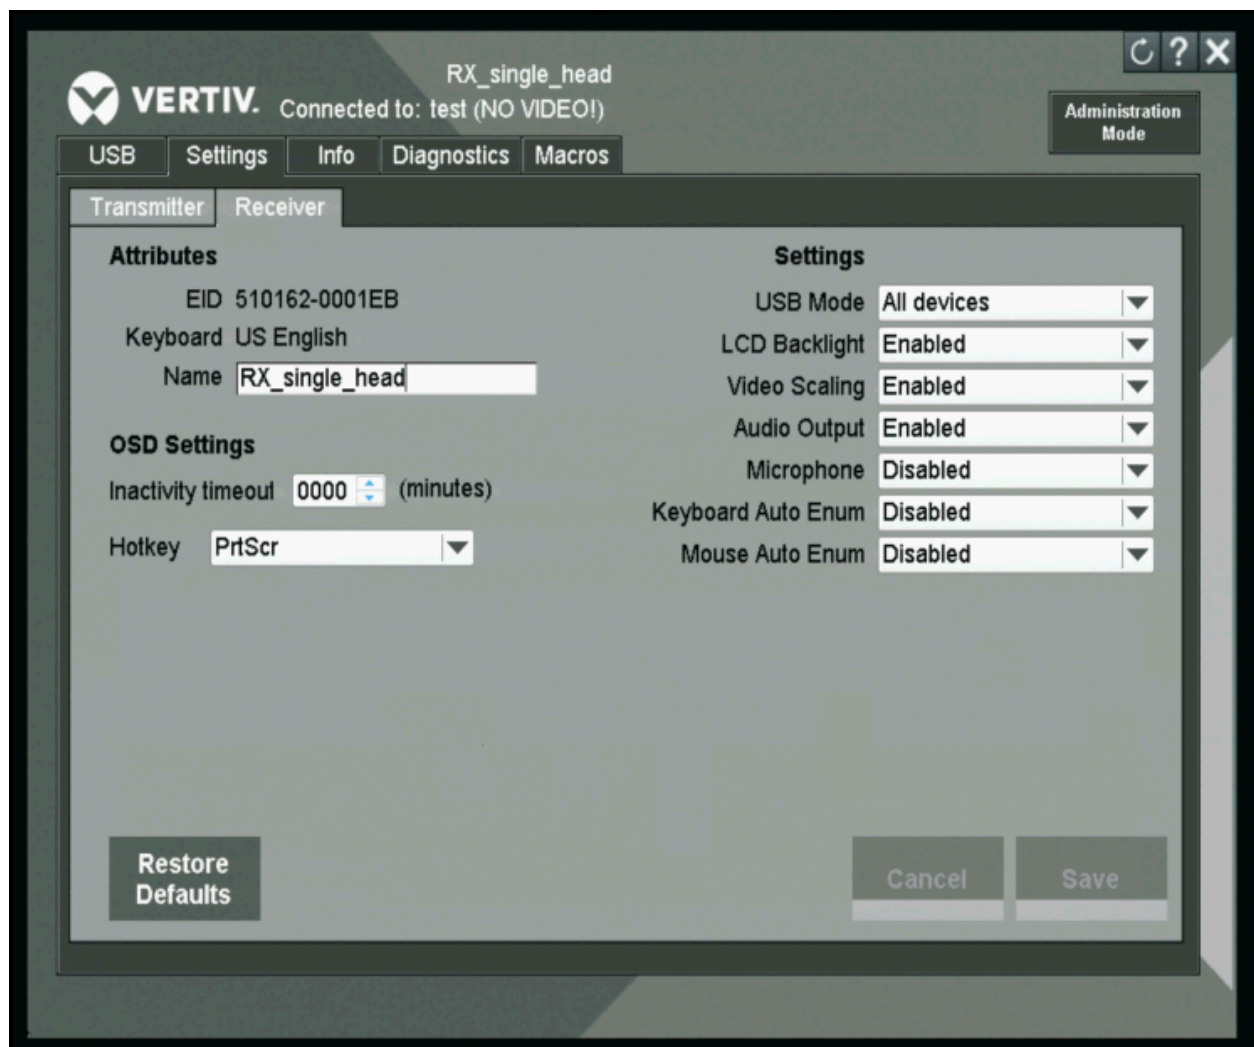 RX_single_head
VERTIV.
Connected to: test (NO VIDEO!)
Administration
Mode
USB Settings Info Diagnostics Macros
Transmitter Receiver
Attributes
EID 510162-0001EB
Keyboard US English
Name RX_single_head
OSD Settings
Inactivity timeout 0000 (minutes)
Hotkey PrtScr
Settings
USB Mode All devices
LCD Backlight Enabled
Video Scaling Enabled
Audio Output Enabled
Microphone Disabled
Keyboard Auto Enum Disabled
Mouse Auto Enum Disabled
Restore
Defaults
Cancel Save